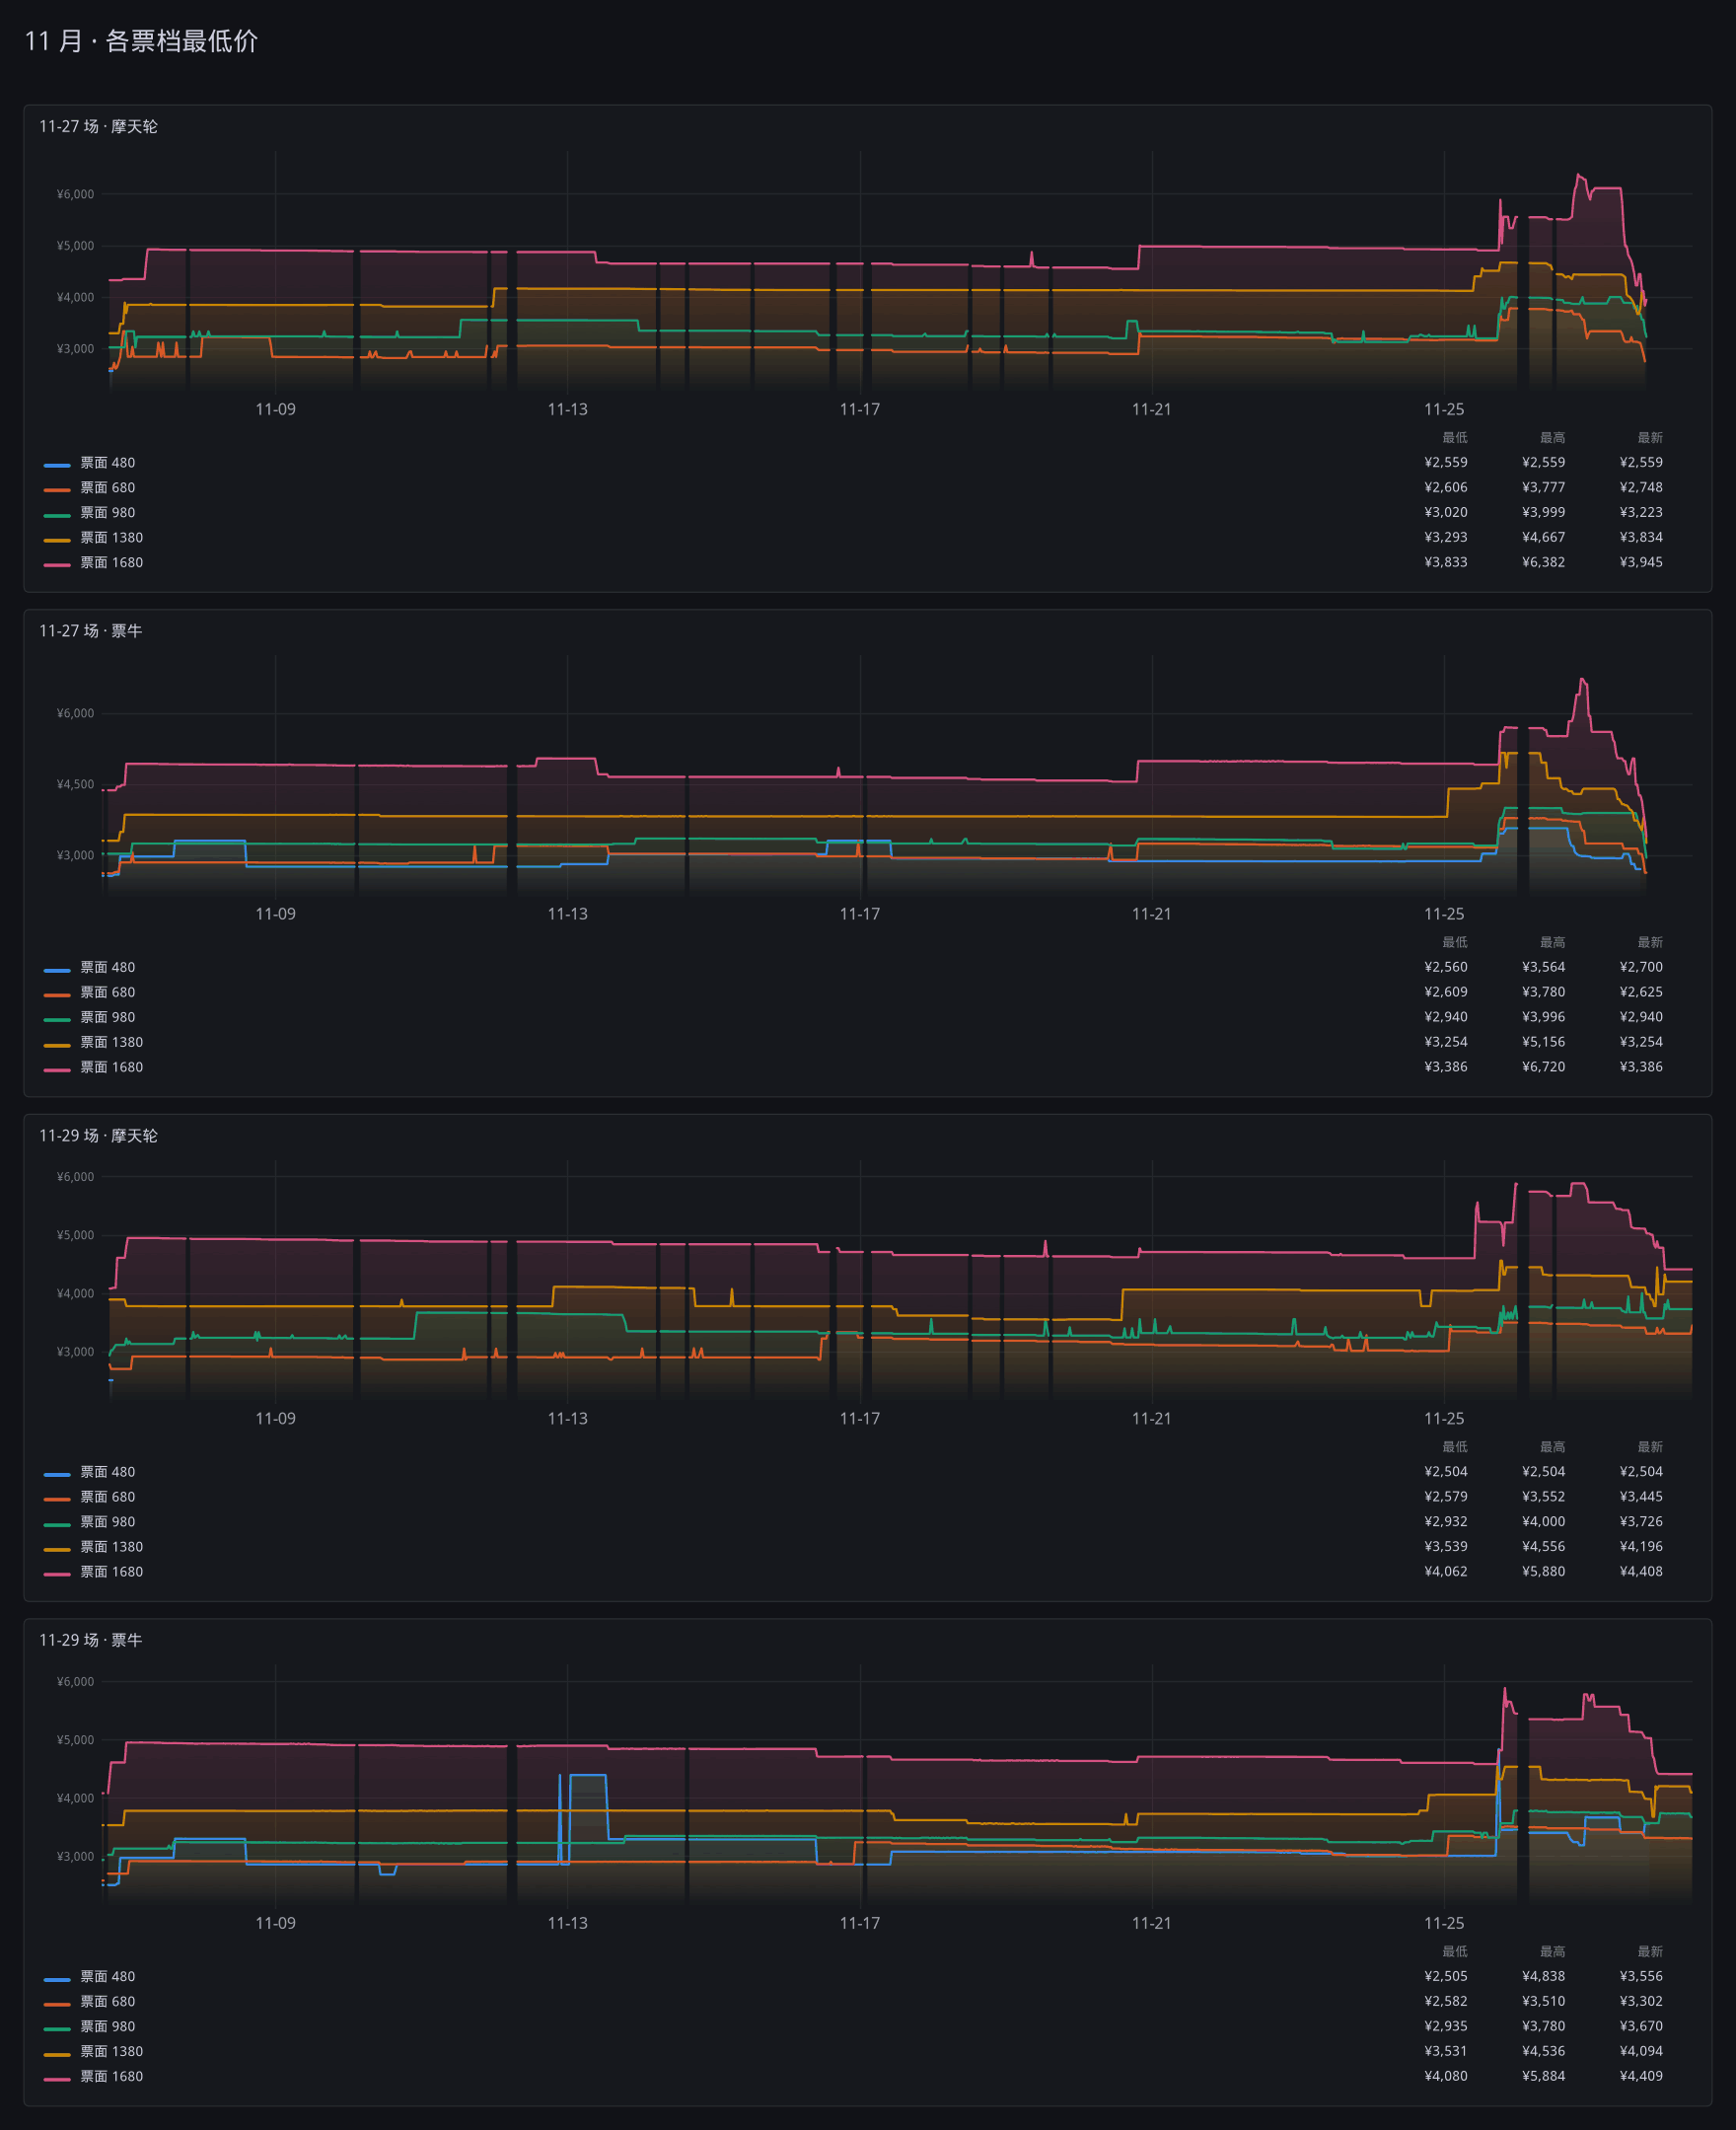 11 月 · 各票档最低价
11-27 场 · 摩天轮
¥6,000
¥5,000
¥4,000
¥3,000
11-09 11-13 11-17 11-21 11-25
最低 最高 最新
票面 480 ¥2,559 ¥2,559 ¥2,559
票面 680 ¥2,606 ¥3,777 ¥2,748
票面 980 ¥3,020 ¥3,999 ¥3,223
票面 1380 ¥3,293 ¥4,667 ¥3,834
票面 1680 ¥3,833 ¥6,382 ¥3,945
11-27 场 · 票牛
¥6,000
¥4,500
¥3,000
11-09 11-13 11-17 11-21 11-25
最低 最高 最新
票面 480 ¥2,560 ¥3,564 ¥2,700
票面 680 ¥2,609 ¥3,780 ¥2,625
票面 980 ¥2,940 ¥3,996 ¥2,940
票面 1380 ¥3,254 ¥5,156 ¥3,254
票面 1680 ¥3,386 ¥6,720 ¥3,386
11-29 场 · 摩天轮
¥6,000
¥5,000
¥4,000
¥3,000
11-09 11-13 11-17 11-21 11-25
最低 最高 最新
票面 480 ¥2,504 ¥2,504 ¥2,504
票面 680 ¥2,579 ¥3,552 ¥3,445
票面 980 ¥2,932 ¥4,000 ¥3,726
票面 1380 ¥3,539 ¥4,556 ¥4,196
票面 1680 ¥4,062 ¥5,880 ¥4,408
11-29 场 · 票牛
¥6,000
¥5,000
¥4,000
¥3,000
11-09 11-13 11-17 11-21 11-25
最低 最高 最新
票面 480 ¥2,505 ¥4,838 ¥3,556
票面 680 ¥2,582 ¥3,510 ¥3,302
票面 980 ¥2,935 ¥3,780 ¥3,670
票面 1380 ¥3,531 ¥4,536 ¥4,094
票面 1680 ¥4,080 ¥5,884 ¥4,409